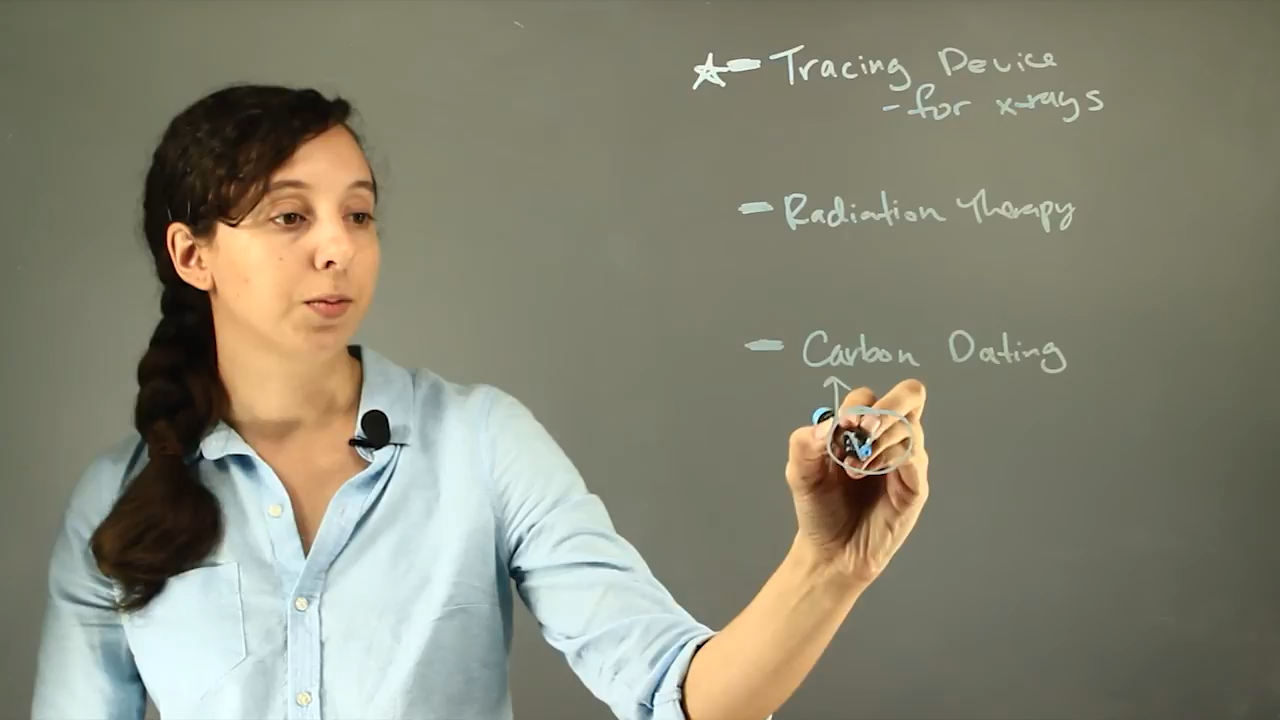 Tracing Device
- for x-rays
- Radiation Therapy
- Carbon Dating